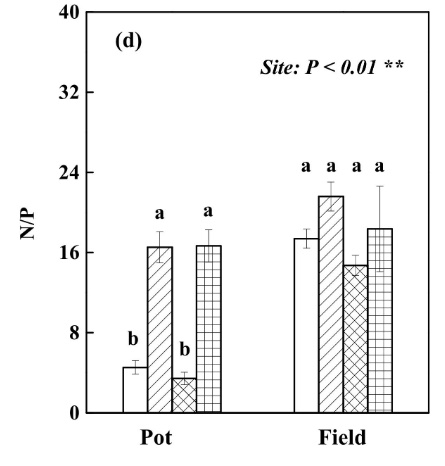 40
(d)
Site: P < 0.01 **
32
24
a a a a
a a
N/P
16
8
b b
0
Pot Field